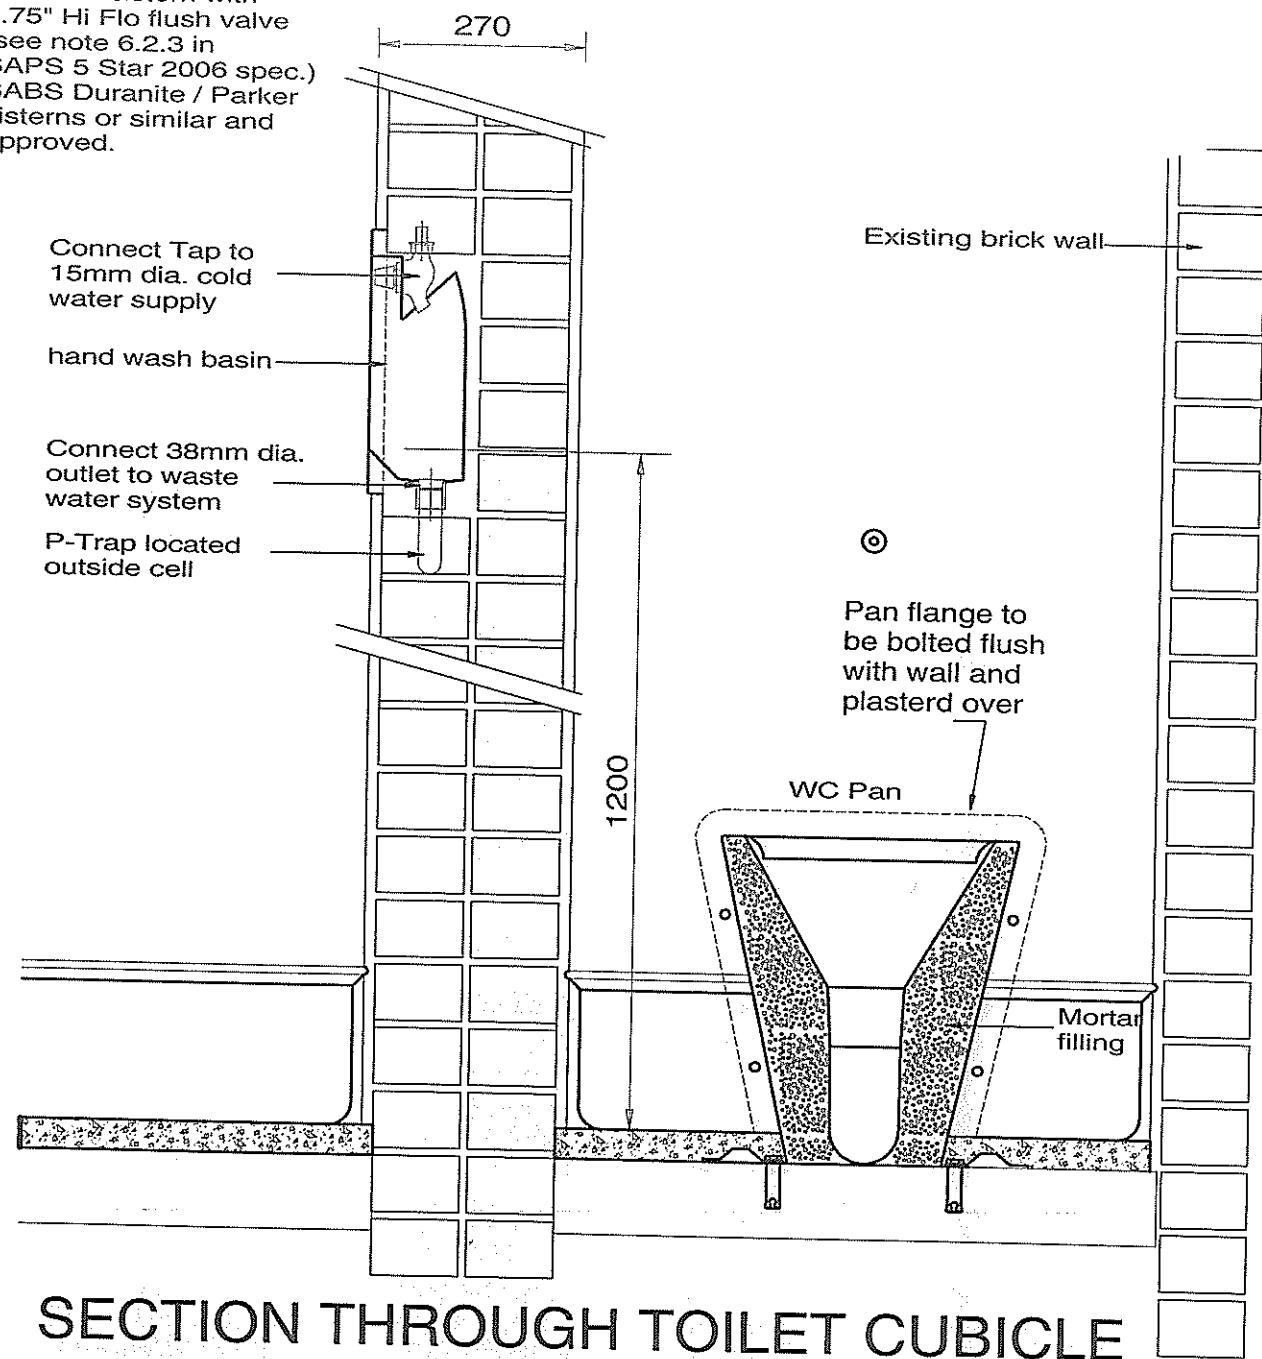 .75" Hi Flo flush valve
see note 6.2.3 in
SAPS 5 Star 2006 spec.)
SABS Duranite / Parker
isterns or similar and
pproved.
270
Connect Tap to
15mm dia. cold
water supply
Existing brick wall
hand wash basin
Connect 38mm dia.
outlet to waste
water system
P-Trap located
outside cell
Pan flange to
be bolted flush
with wall and
plasterd over
1200
WC Pan
Mortar
filling
SECTION THROUGH TOILET CUBICLE